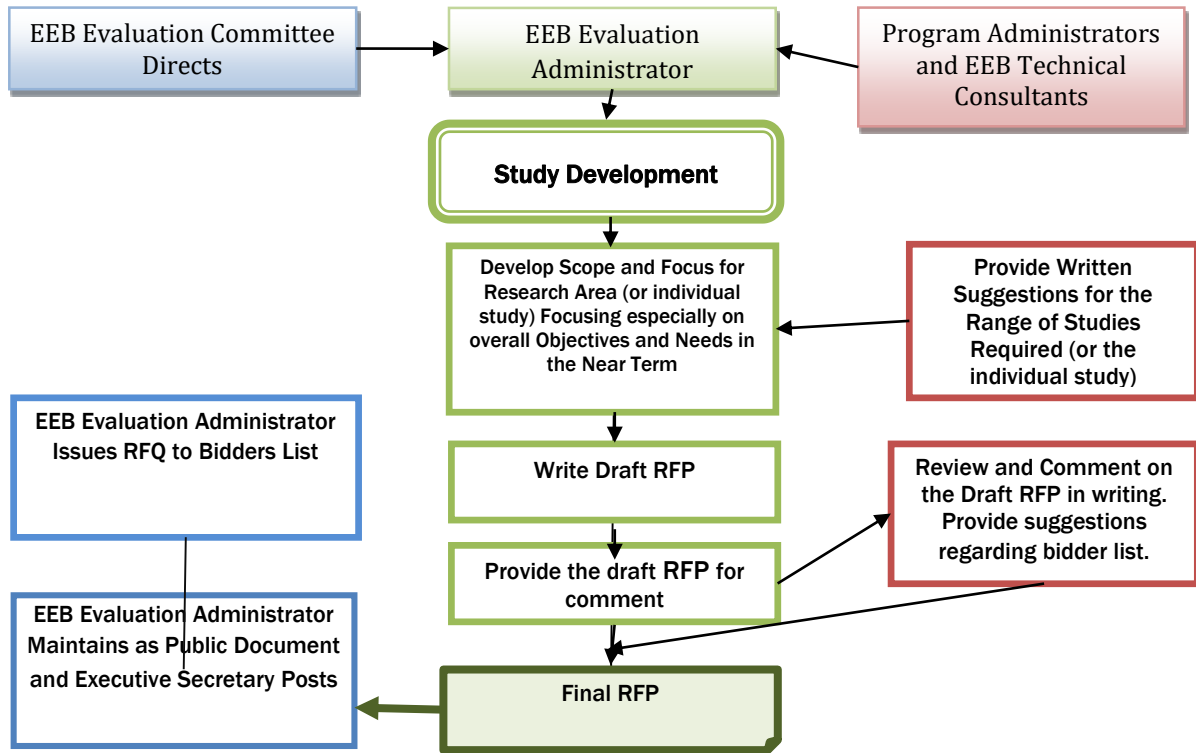 EEB Evaluation Committee
Directs
EEB Evaluation
Administrator
Program Administrators
and EEB Technical
Consultants
Study Development
Develop Scope and Focus for
Research Area (or individual
study) Focusing especially on
overall Objectives and Needs in
the Near Term
Provide Written
Suggestions for the
Range of Studies
Required (or the
individual study)
EEB Evaluation Administrator
Issues RFQ to Bidders List
Write Draft RFP
Review and Comment on
the Draft RFP in writing.
Provide suggestions
regarding bidder list.
Provide the draft RFP for
comment
EEB Evaluation Administrator
Maintains as Public Document
and Executive Secretary Posts
Final RFP